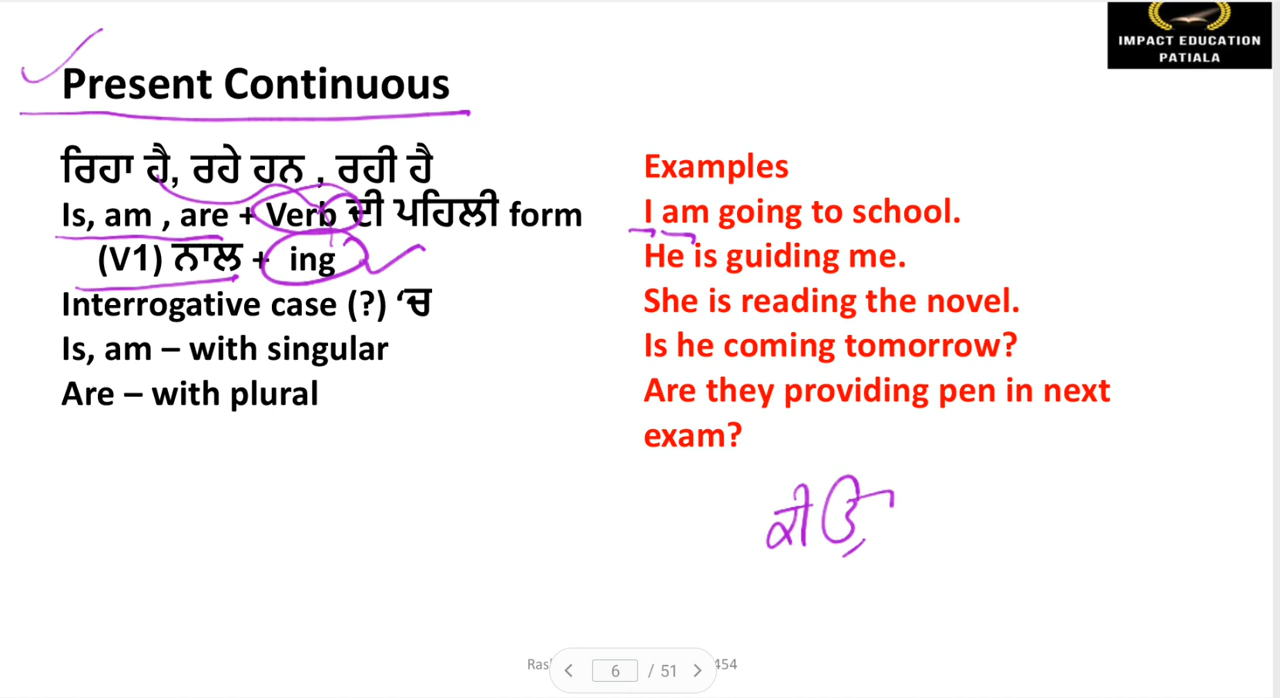 IMPACT EDUCATION
PATIALA
Present Continuous
ਰਿਹਾ ਹੈ, ਰਹੇ ਹਨ , ਰਹੀ ਹੈ
Is, am , are + Verb ਦੀ ਪਹਿਲੀ form
(V1) ਨਾਲ + ing
Interrogative case (?) ‘ਚ
Is, am – with singular
Are – with plural
Examples
I am going to school.
He is guiding me.
She is reading the novel.
Is he coming tomorrow?
Are they providing pen in next
exam?
ਕੀ
6 / 51